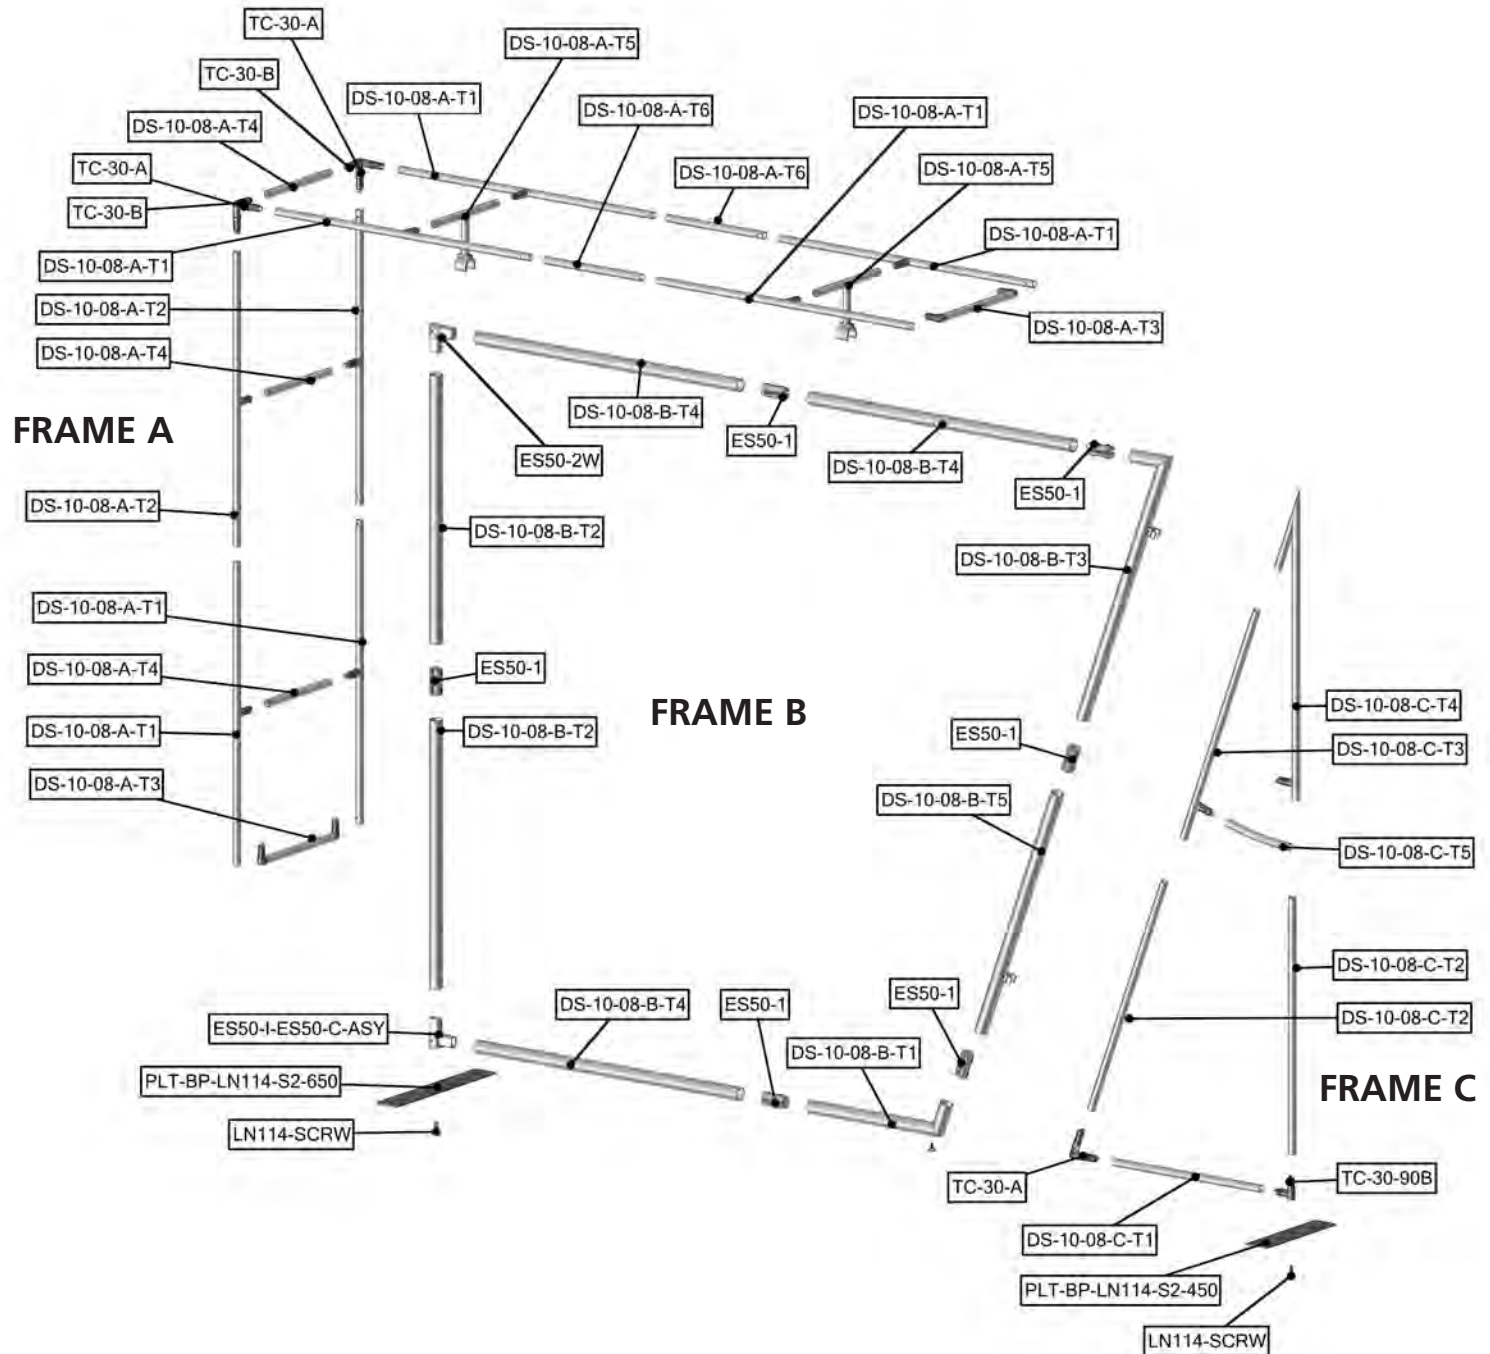 TC-30-A
DS-10-08-A-T5
TC-30-B
DS-10-08-A-T1
DS-10-08-A-T6
DS-10-08-A-T1
DS-10-08-A-T4
TC-30-A
DS-10-08-A-T6
DS-10-08-A-T5
TC-30-B
DS-10-08-A-T1
DS-10-08-A-T1
DS-10-08-A-T2
DS-10-08-A-T3
DS-10-08-A-T4
DS-10-08-B-T4
FRAME A
ES50-1
ES50-2W
DS-10-08-B-T4
ES50-1
DS-10-08-A-T2
DS-10-08-B-T2
DS-10-08-B-T3
DS-10-08-A-T1
DS-10-08-A-T4
ES50-1
FRAME B
DS-10-08-C-T4
DS-10-08-A-T1
DS-10-08-B-T2
ES50-1
DS-10-08-C-T3
DS-10-08-A-T3
DS-10-08-B-T5
DS-10-08-C-T5
DS-10-08-C-T2
DS-10-08-B-T4
ES50-1
ES50-1
ES50-I-ES50-C-ASY
DS-10-08-C-T2
DS-10-08-B-T1
PLT-BP-LN114-S2-650
FRAME C
LN114-SCRW
TC-30-A
TC-30-90B
DS-10-08-C-T1
PLT-BP-LN114-S2-450
LN114-SCRW